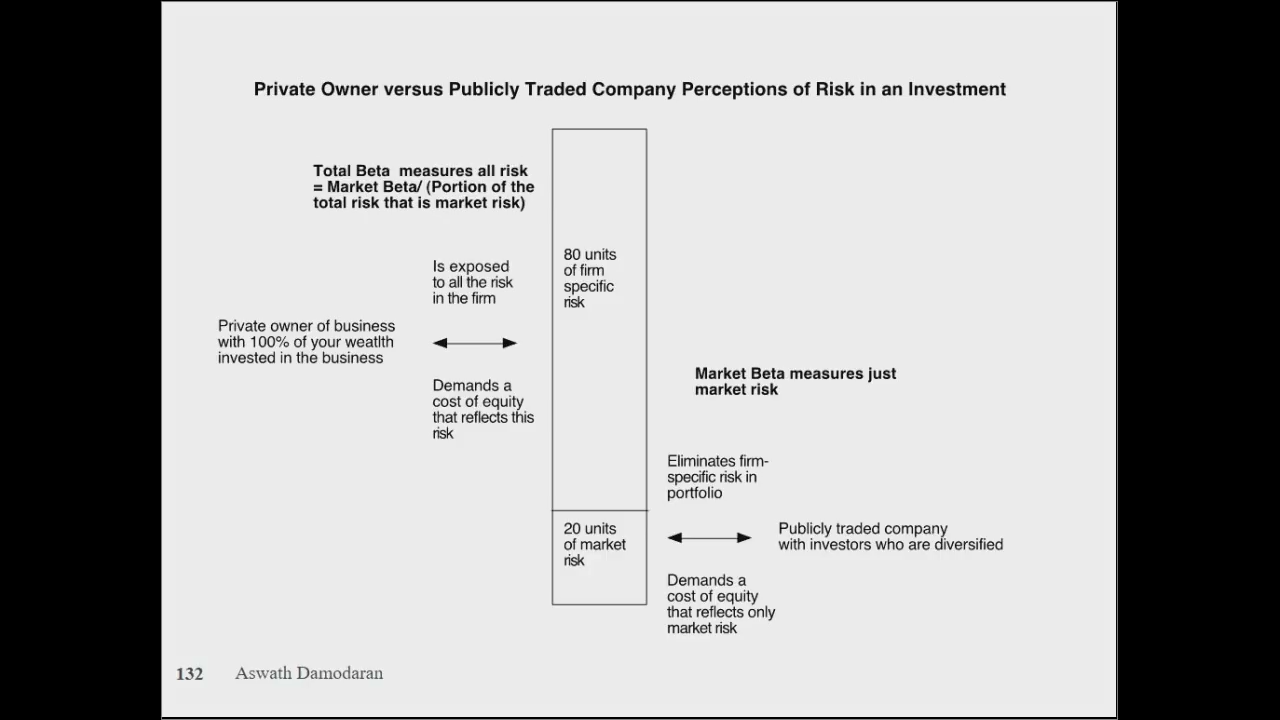 Private Owner versus Publicly Traded Company Perceptions of Risk in an Investment
Total Beta measures all risk
= Market Beta/ (Portion of the
total risk that is market risk)
80 units
of firm
specific
risk
Is exposed
to all the risk
in the firm
Private owner of business
with 100% of your weatlth
invested in the business
Demands a
cost of equity
that reflects this
risk
Market Beta measures just
market risk
Eliminates firm-
specific risk in
portfolio
20 units
of market
risk
Publicly traded company
with investors who are diversified
Demands a
cost of equity
that reflects only
market risk
132 Aswath Damodaran